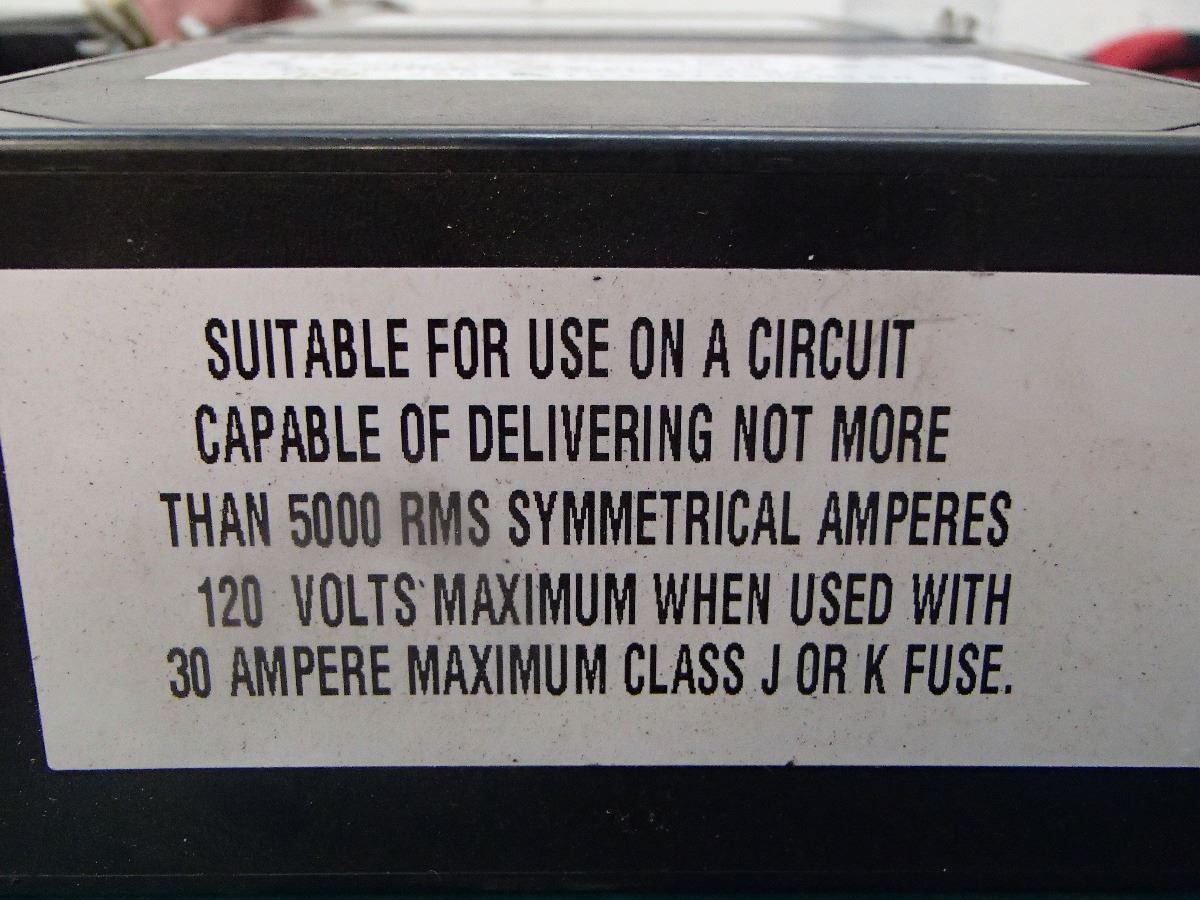 SUITABLE FOR USE ON A CIRCUIT
CAPABLE OF DELIVERING NOT MORE
THAN 5000 RMS SYMMETRICAL AMPERES
120 VOLTS MAXIMUM WHEN USED WITH
30 AMPERE MAXIMUM CLASS J OR K FUSE.